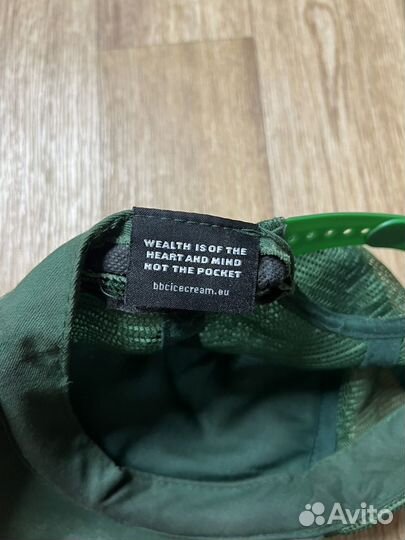 WEALTH IS OF THE
HEART AND MIND
NOT THE POCKET
bbcicecream.eu
Avito